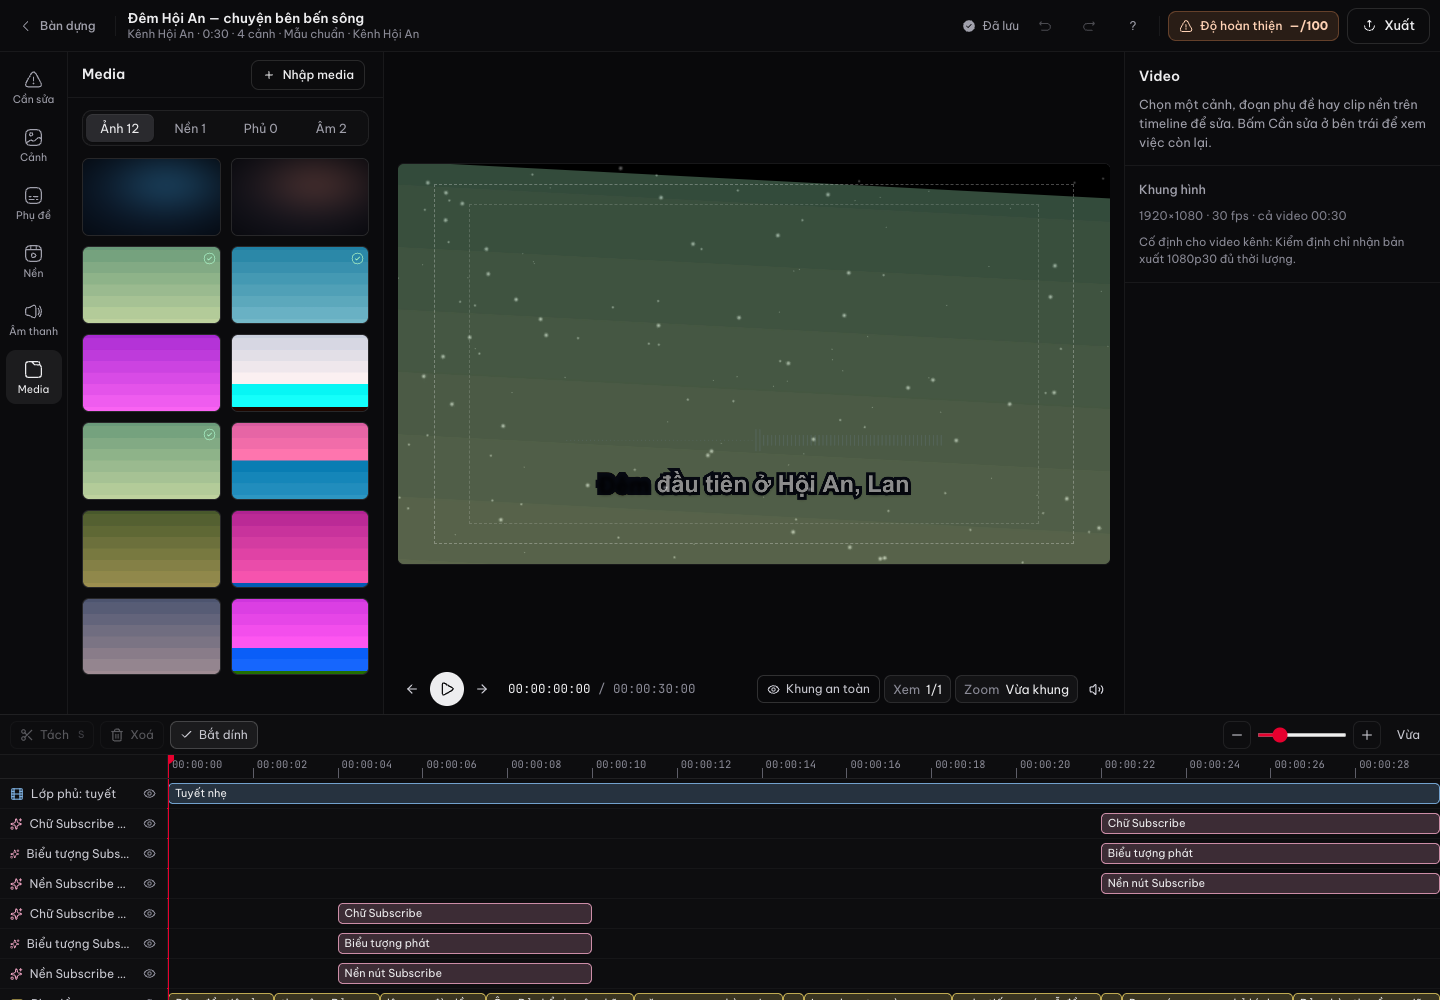 Bàn dựng
Đêm Hội An — chuyện bên bến sông
Kênh Hội An · 0:30 · 4 cảnh · Mẫu chuẩn · Kênh Hội An
Đã lưu
?
Độ hoàn thiện —/100
Xuất
Cần sửa
Cảnh
Phụ đề
Nền
Âm thanh
Media
Media
Nhập media
Ảnh 12
Nền 1
Phủ 0
Âm 2
Đêm đầu tiên ở Hội An, Lan
00:00:00:00 / 00:00:30:00
Khung an toàn
Xem 1/1
Zoom Vừa khung
Video
Chọn một cảnh, đoạn phụ đề hay clip nền trên
timeline để sửa. Bấm Cần sửa ở bên trái để xem
việc còn lại.
Khung hình
1920×1080 · 30 fps · cả video 00:30
Cố định cho video kênh: Kiểm định chỉ nhận bản
xuất 1080p30 đủ thời lượng.
Tách S
Xoá
Bắt dính
Vừa
00:00:00 00:00:02 00:00:04 00:00:06 00:00:08 00:00:10 00:00:12 00:00:14 00:00:16 00:00:18 00:00:20 00:00:22 00:00:24 00:00:26 00:00:28
Lớp phủ: tuyết
Tuyết nhẹ
Chữ Subscribe ...
Chữ Subscribe
Biểu tượng Subs...
Biểu tượng phát
Nền Subscribe ...
Nền nút Subscribe
Chữ Subscribe ...
Chữ Subscribe
Biểu tượng Subs...
Biểu tượng phát
Nền Subscribe ...
Nền nút Subscribe